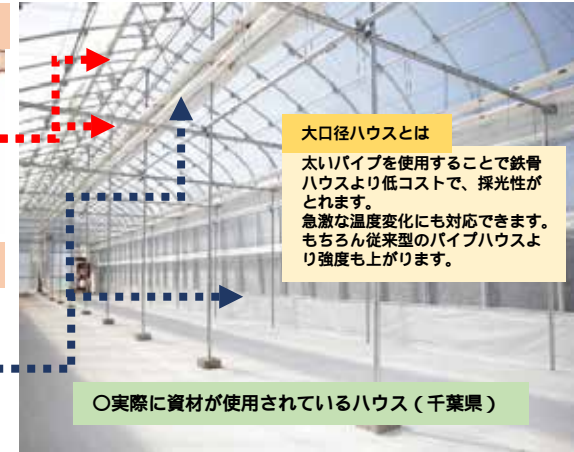 大口径ハウスとは
太いパイプを使用することで鉄骨
ハウスより低コストで、採光性が
とれます。
急激な温度変化にも対応できます。
もちろん従来型のパイプハウスよ
り強度も上がります。
〇実際に資材が使用されているハウス（千葉県）